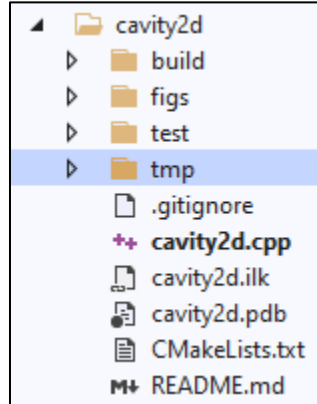 cavity2d
build
figs
test
tmp
.gitignore
cavity2d.cpp
cavity2d.ilk
cavity2d.pdb
CMakeLists.txt
README.md